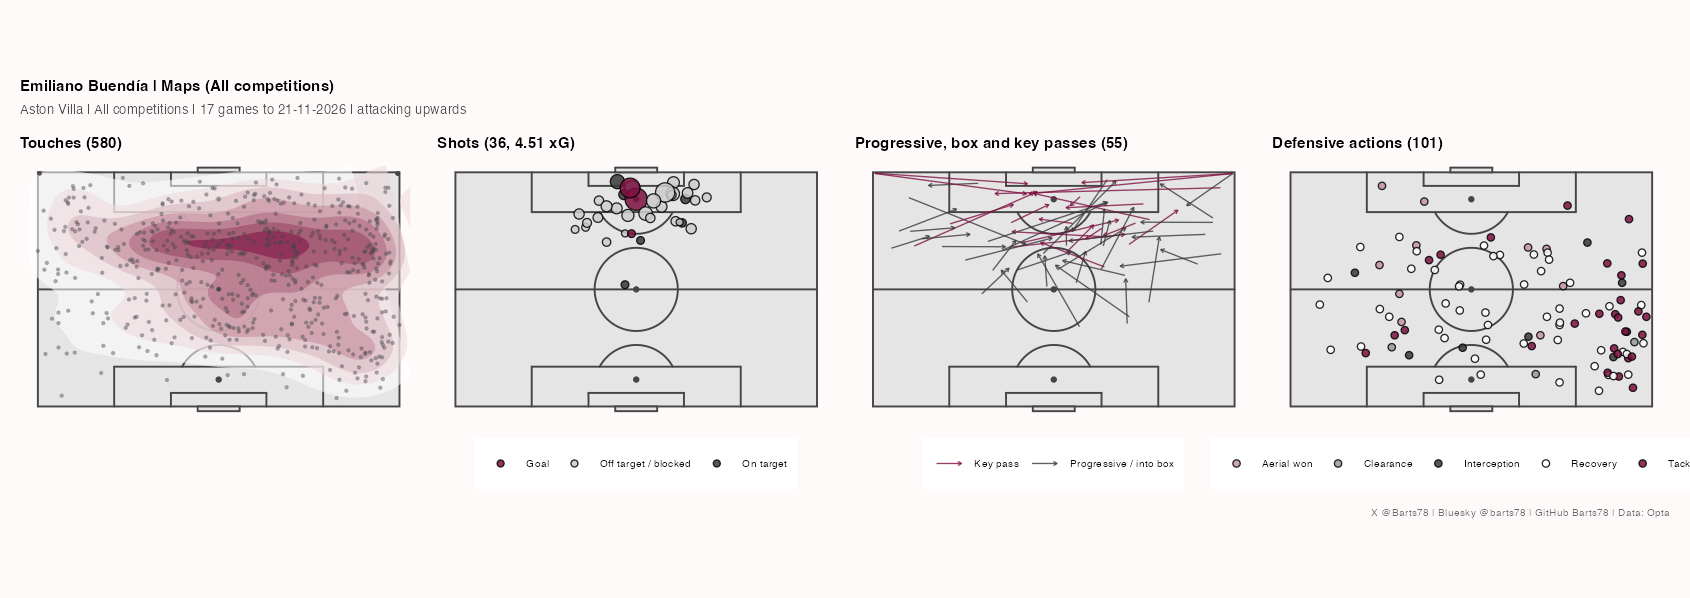 Emiliano Buendía | Maps (All competitions)
Aston Villa | All competitions | 17 games to 21-11-2026 | attacking upwards
Touches (580)
Shots (36, 4.51 xG)
Progressive, box and key passes (55)
Defensive actions (101)
Goal
Off target / blocked
On target
Key pass
Progressive / into box
Aerial won
Clearance
Interception
Recovery
Tack
X @Barts78 | Bluesky @barts78 | GitHub Barts78 | Data: Opta